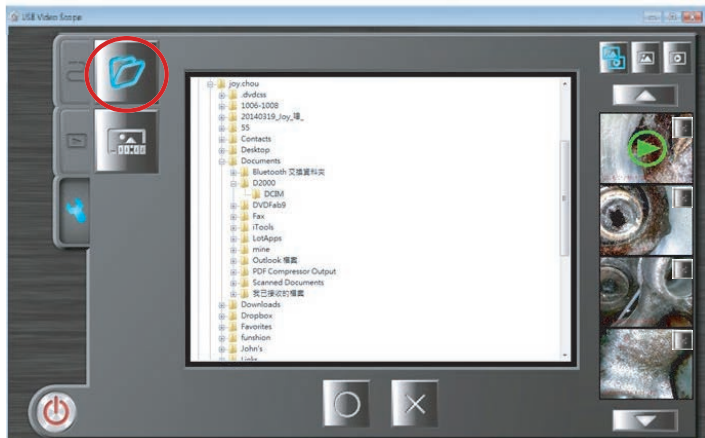 USB Video Scope
joy.chou
.dvdcss
1006-1008
20140319_Joy_瑋_
S5
Contacts
Desktop
Documents
Bluetooth 交換資料夾
D2000
DCIM
DVDFab9
Fax
iTools
LotApps
mine
Outlook 檔案
PDF Compressor Output
Scanned Documents
我已接收的檔案
Downloads
Dropbox
Favorites
funshion
John's
Links